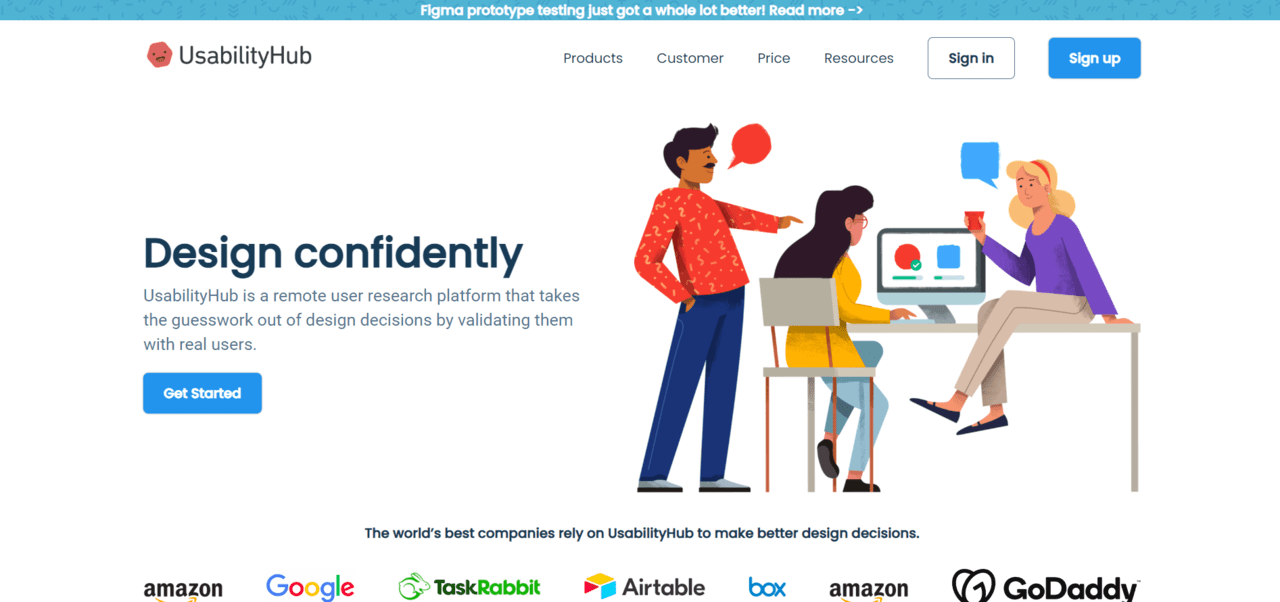 Figma prototype testing just got a whole lot better! Read more ->
UsabilityHub
Products
Customer
Price
Resources
Sign in
Sign up
Design confidently
UsabilityHub is a remote user research platform that takes
the guesswork out of design decisions by validating them
with real users.
Get Started
The world’s best companies rely on UsabilityHub to make better design decisions.
amazon
Google
TaskRabbit
Airtable
box
amazon
GoDaddy™